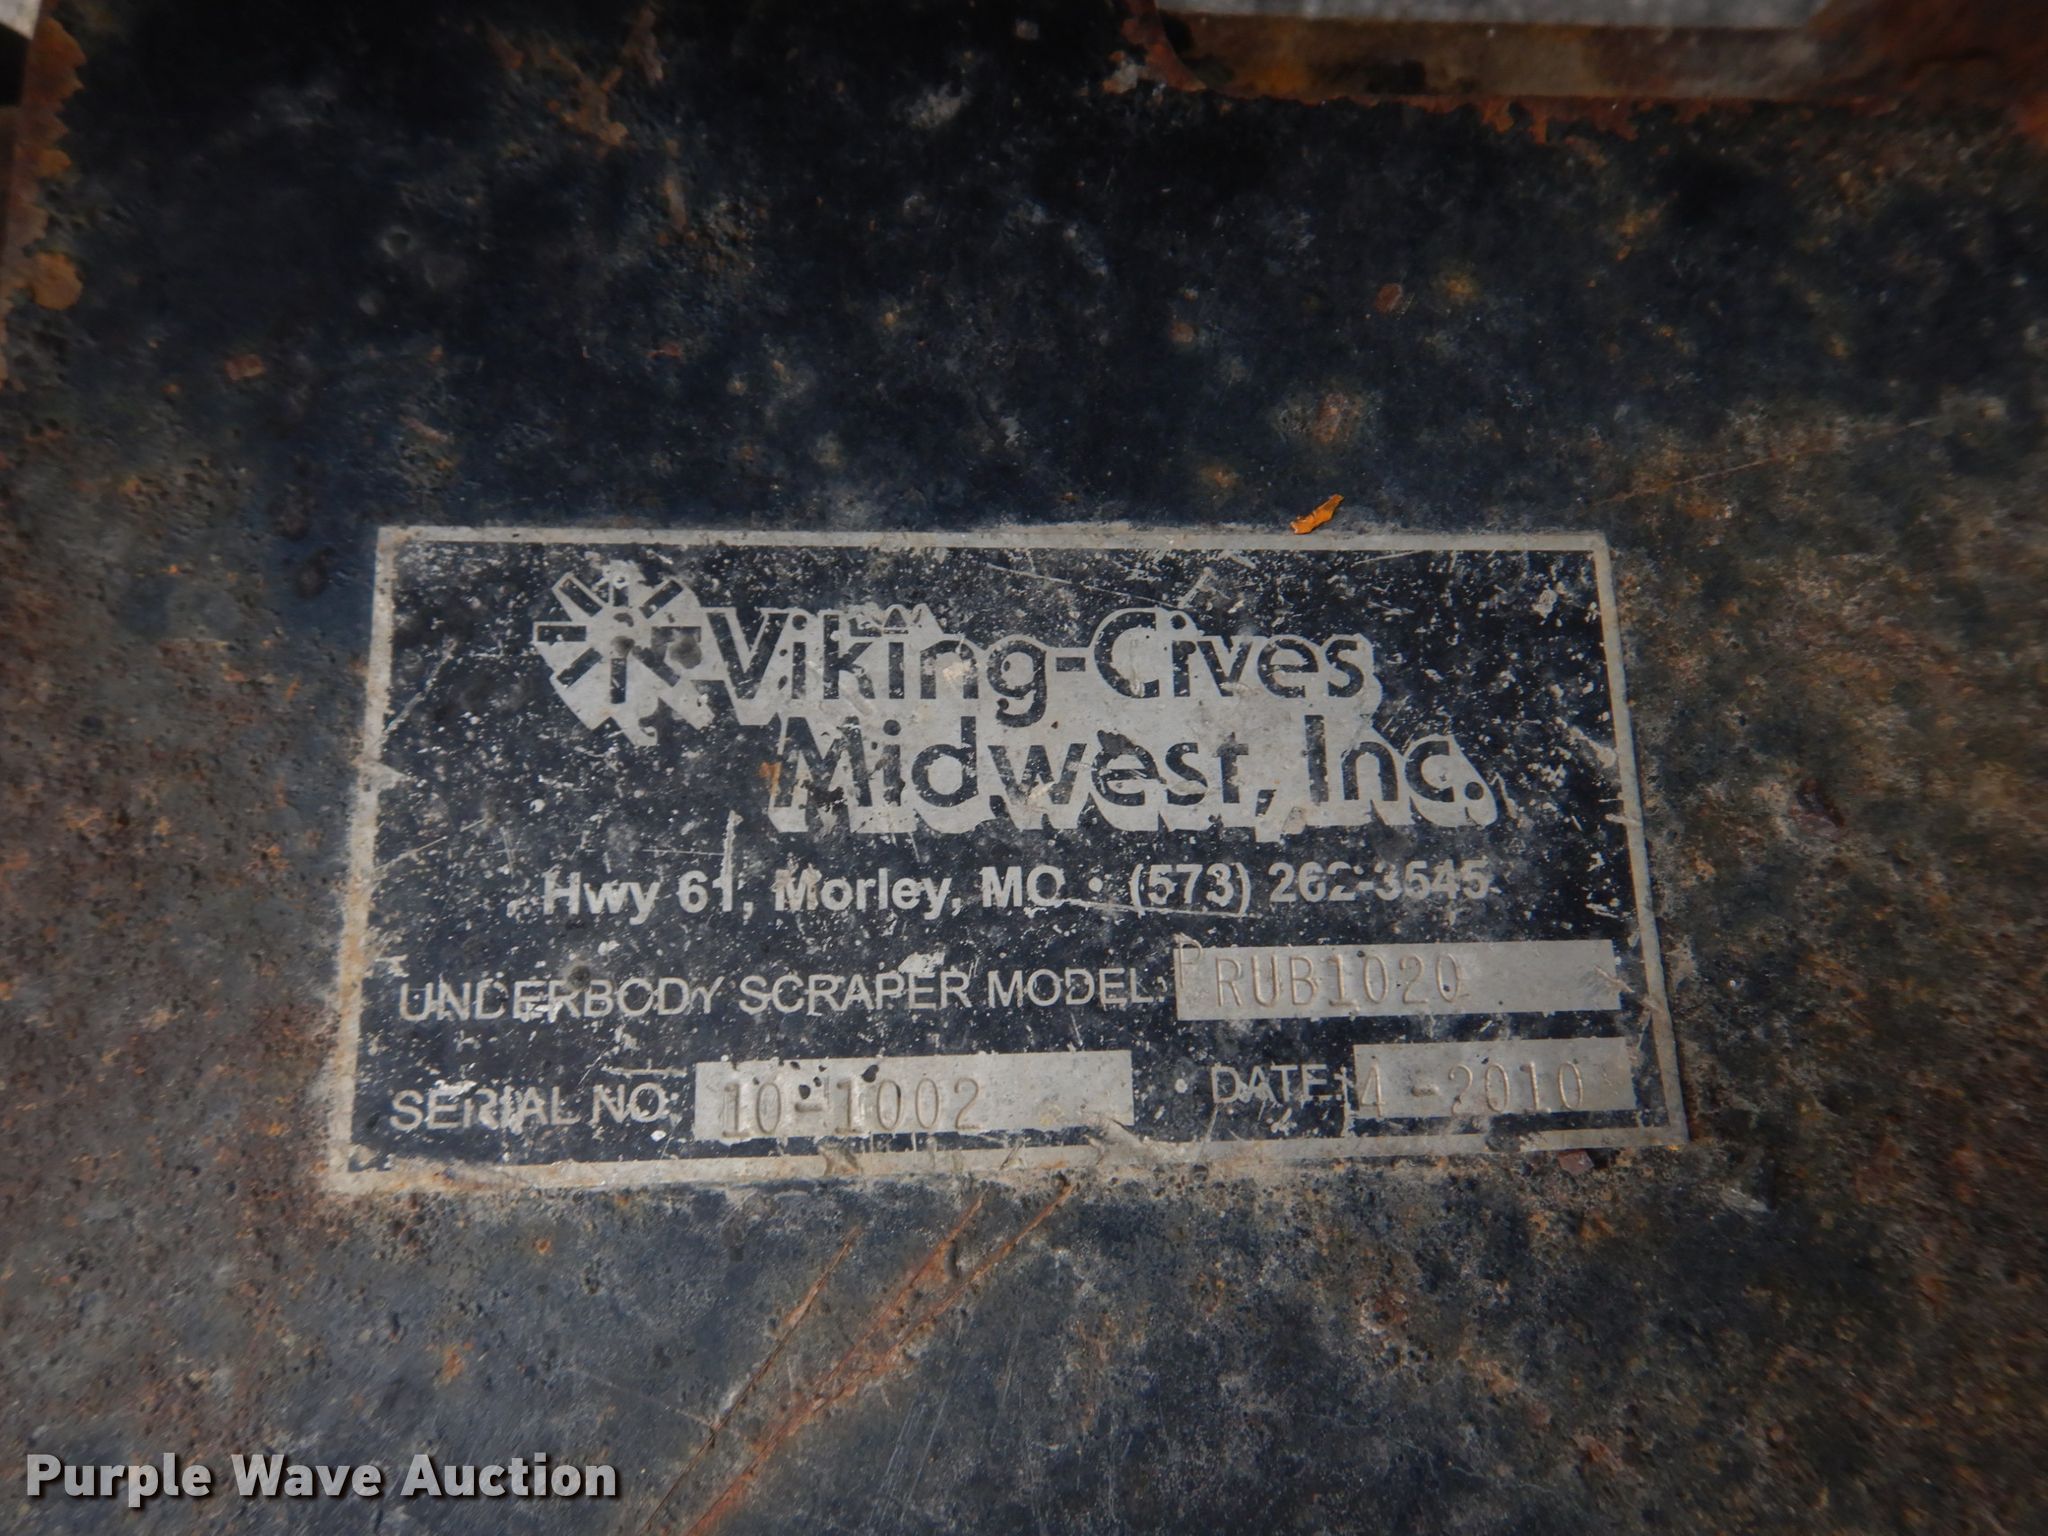 Viking-Cives
Midwest, Inc.
Hwy 61, Morley, MO • (573) 262-3545
UNDERBODY SCRAPER MODEL: PRUB1020
SERIAL NO: 10-1002 DATE: 4-2010
Purple Wave Auction